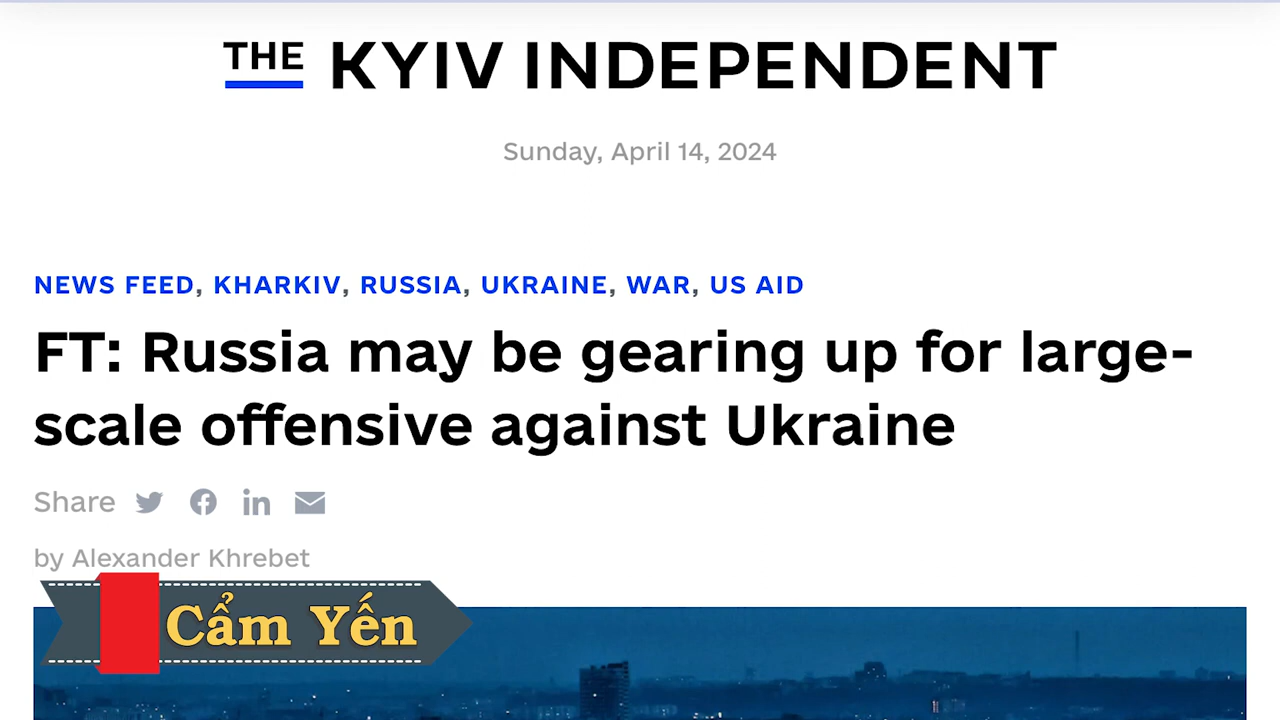 THE KYIV INDEPENDENT
Sunday, April 14, 2024
NEWS FEED, KHARKIV, RUSSIA, UKRAINE, WAR, US AID
FT: Russia may be gearing up for large-
scale offensive against Ukraine
Share
by Alexander Khrebet
Cẩm Yến